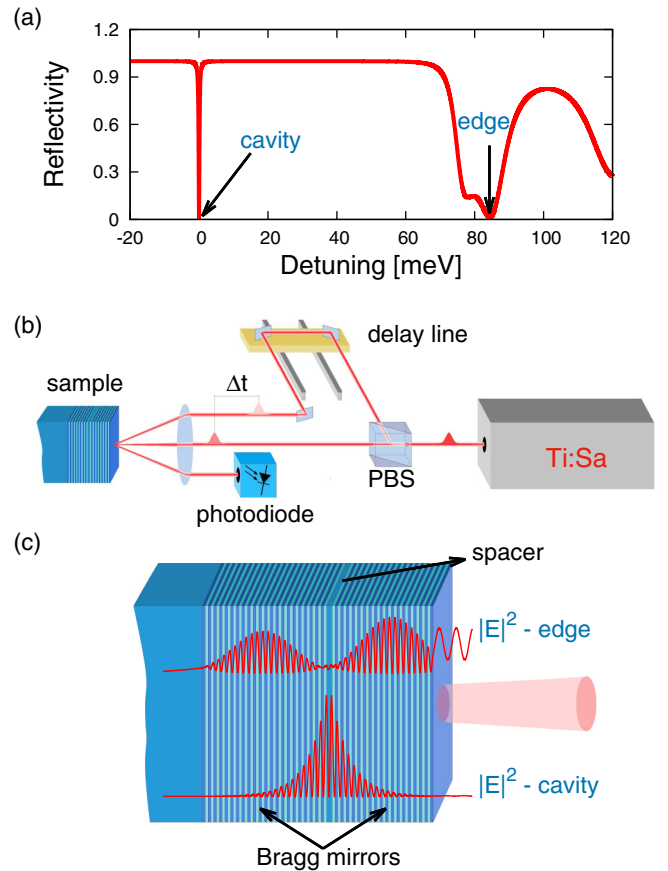 (a)
1.2
0.9
0.6
0.3
0
Reflectivity
cavity
edge
-20 0 20 40 60 80 100 120
Detuning [meV]
(b)
delay line
sample
Δt
Ti:Sa
PBS
photodiode
(c)
spacer
|E|² - edge
|E|² - cavity
Bragg mirrors